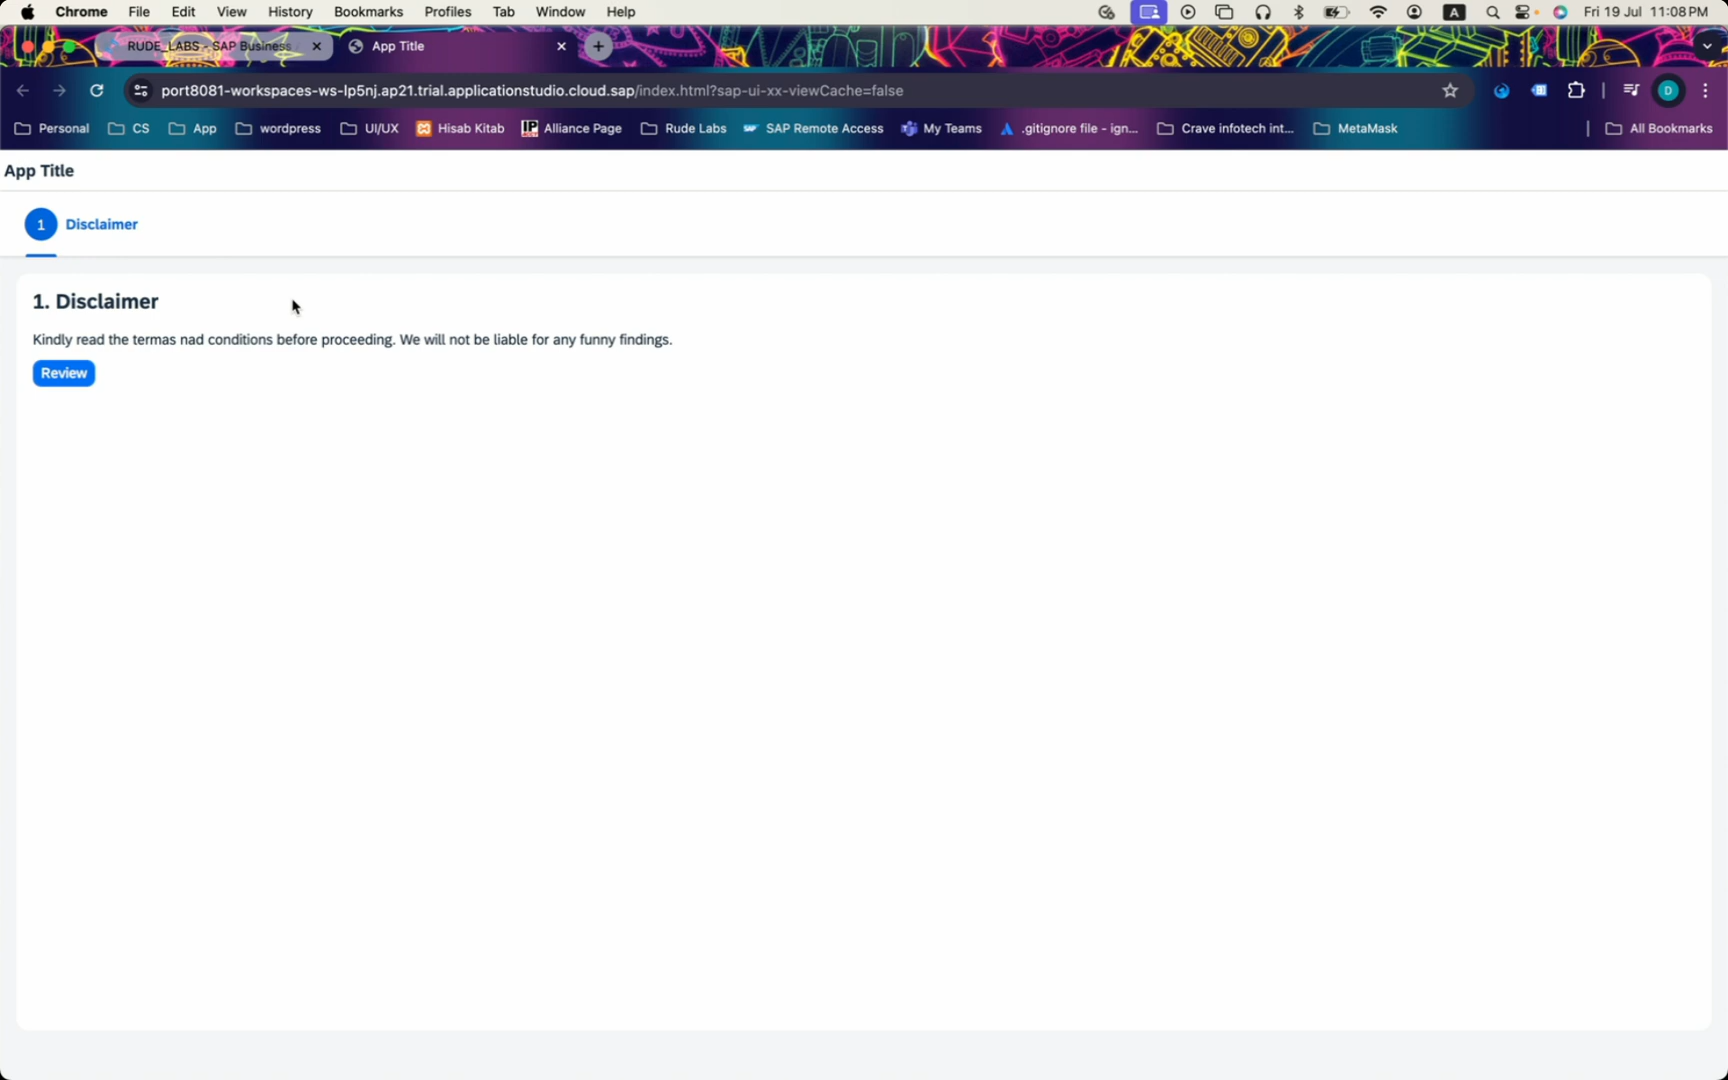 Chrome File Edit View History Bookmarks Profiles Tab Window Help A Fri 19 Jul 11:08 PM
RUDE_LABS - SAP Business App Title
port8081-workspaces-ws-lp5nj.ap21.trial.applicationstudio.cloud.sap/index.html?sap-ui-xx-viewCache=false D
Personal CS App wordpress UI/UX Hisab Kitab IP Alliance Page Rude Labs SAP Remote Access My Teams .gitignore file - ign... Crave infotech int... MetaMask All Bookmarks
App Title
1 Disclaimer
1. Disclaimer
Kindly read the termas nad conditions before proceeding. We will not be liable for any funny findings.
Review